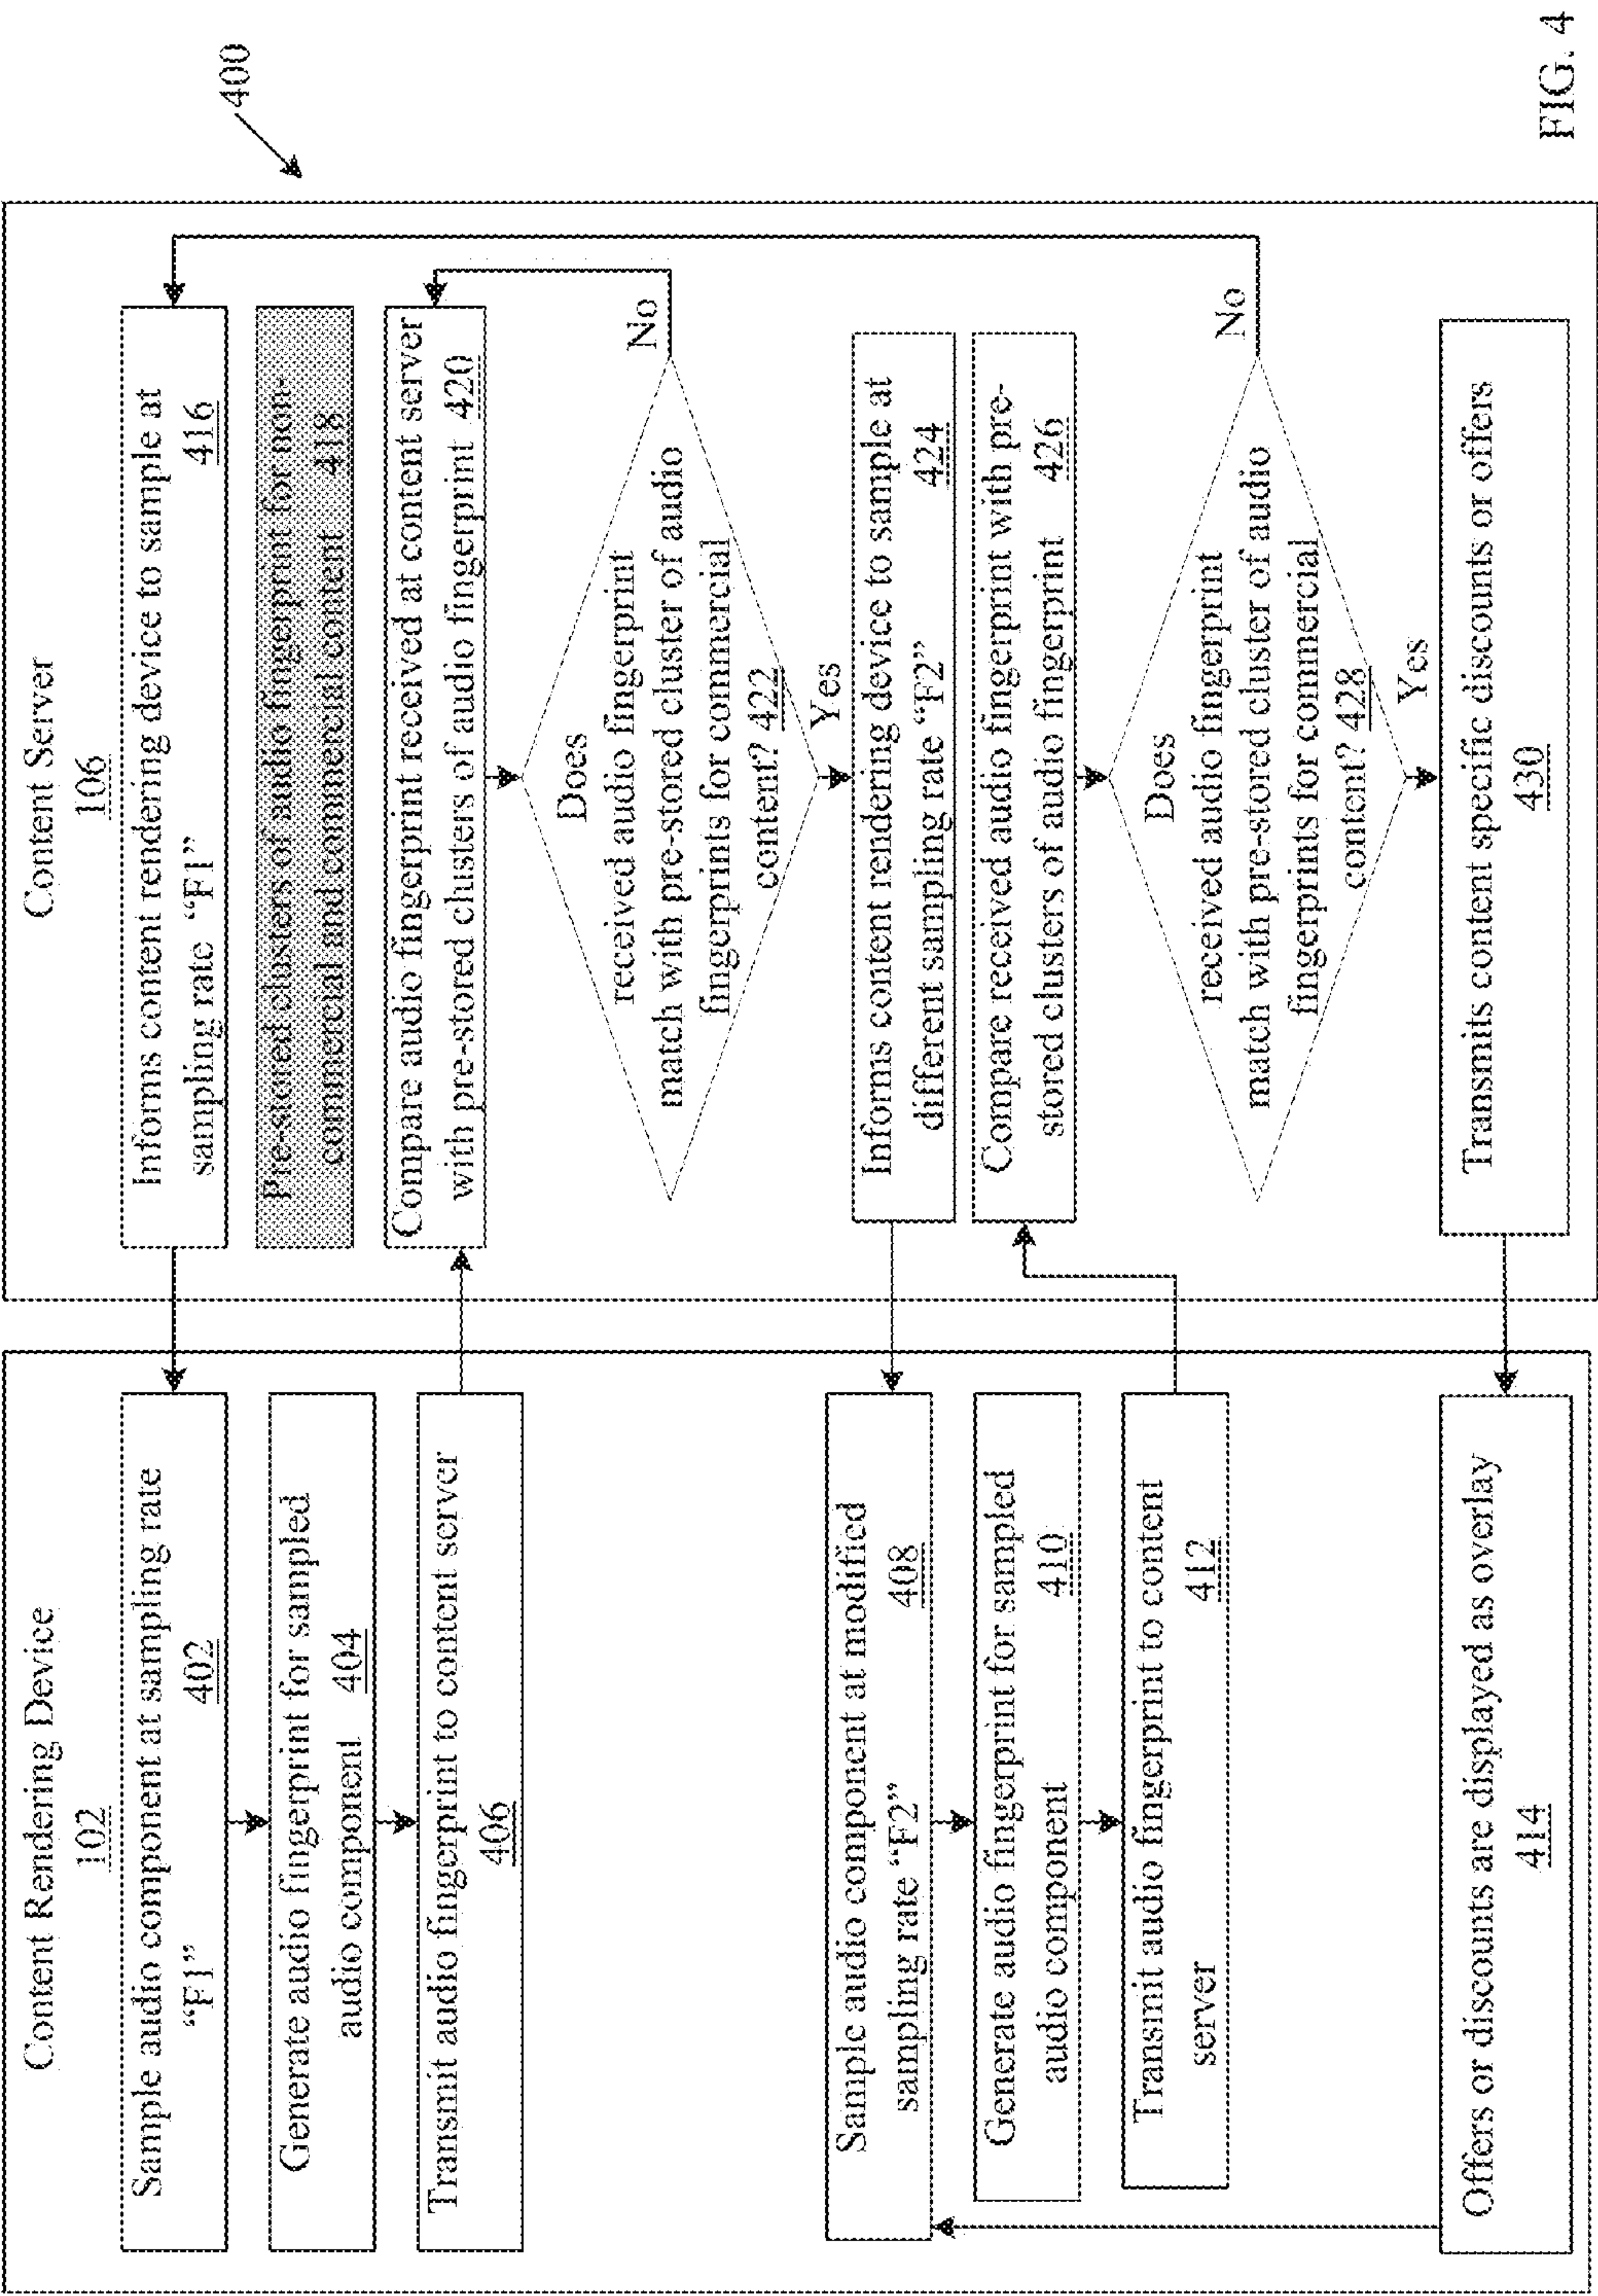 Content Rendering Device
102
Sample audio component at sampling rate
“F1” 402
Generate audio fingerprint for sampled
audio component 404
Transmit audio fingerprint to content server
406
Sample audio component at modified
sampling rate “F2” 408
Generate audio fingerprint for sampled
audio component 410
Transmit audio fingerprint to content
server 412
Offers or discounts are displayed as overlay
414
Content Server
106
Informs content rendering device to sample at
sampling rate “F1” 416
Pre-stored clusters of audio fingerprint for non-
commercial and commercial content 418
Compare audio fingerprint received at content server
with pre-stored clusters of audio fingerprint 420
Does
received audio fingerprint
match with pre-stored cluster of audio
fingerprints for commercial
content? 422
No
Yes
Informs content rendering device to sample at
different sampling rate “F2” 424
Compare received audio fingerprint with pre-
stored clusters of audio fingerprint 426
Does
received audio fingerprint
match with pre-stored cluster of audio
fingerprints for commercial
content? 428
No
Yes
Transmits content specific discounts or offers
430
400
FIG. 4